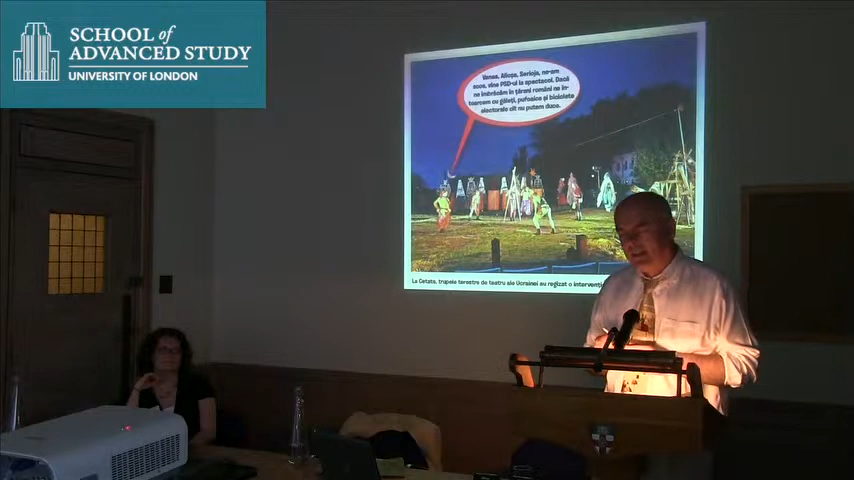 SCHOOL of
ADVANCED STUDY
UNIVERSITY OF LONDON
Vanea, Alioșa, Serioja, ne-am
scos, vine PSD-ul la spectacol. Dacă
ne îmbrăcăm în țărani români ne în-
toarcem cu găleți, pufoaice și biciclete
electorale cît nu putem duce.
La Cetate, trupele terestre de teatru ale Ucrainei au regizat o intervenți